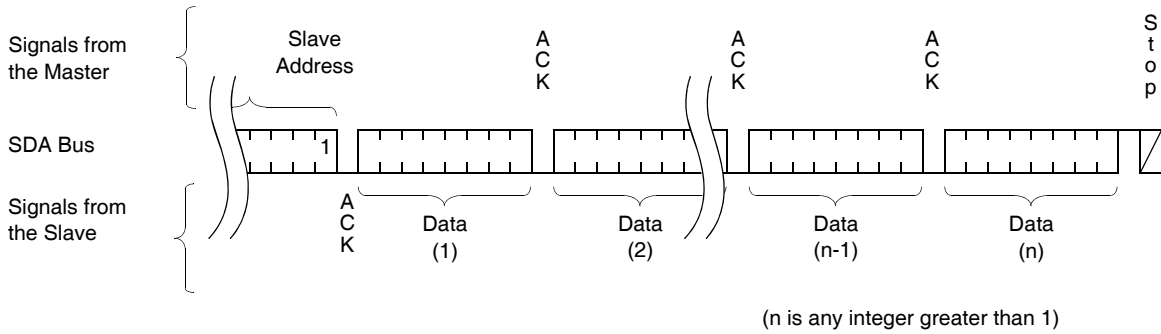 Signals from
the Master
Slave
Address
A
C
K
A
C
K
A
C
K
S
t
o
p
SDA Bus
1
Signals from
the Slave
A
C
K
Data
(1)
Data
(2)
Data
(n-1)
Data
(n)
(n is any integer greater than 1)